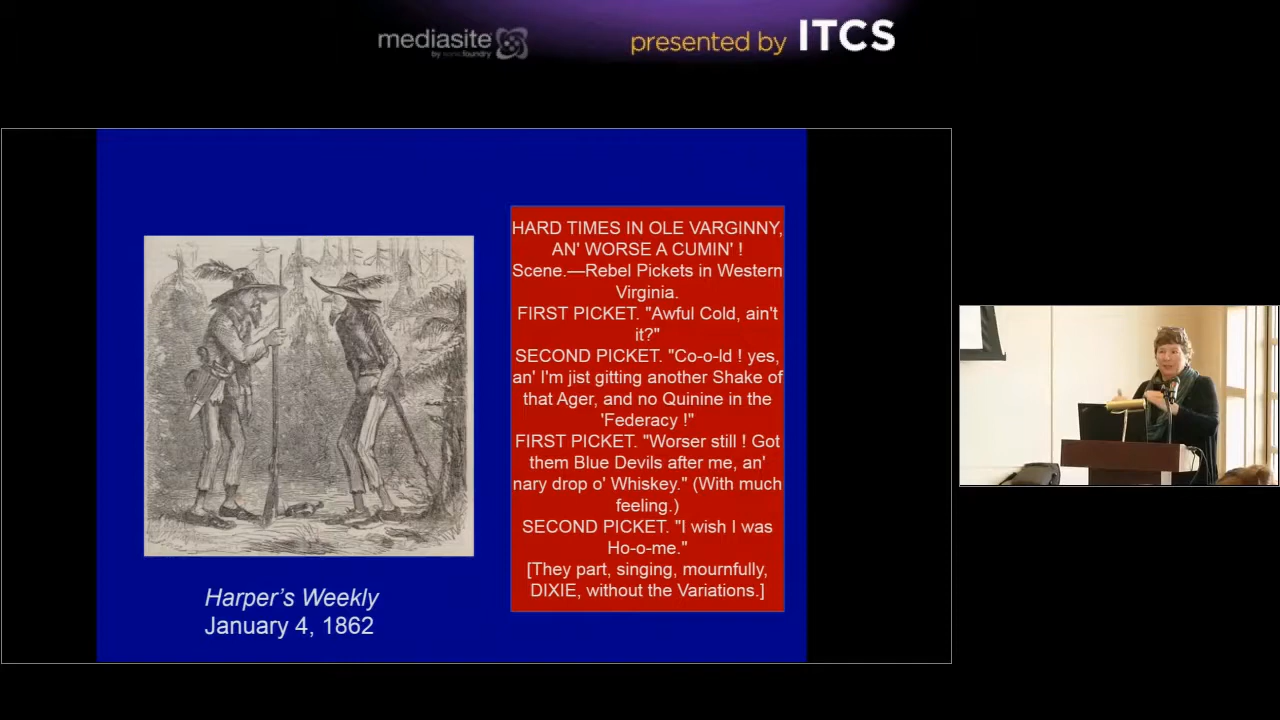 mediasite
by sonicfoundry
presented by ITCS
HARD TIMES IN OLE VARGINNY,
AN' WORSE A CUMIN' !
Scene.—Rebel Pickets in Western
Virginia.
FIRST PICKET. "Awful Cold, ain't
it?"
SECOND PICKET. "Co-o-ld ! yes,
an' I'm jist gitting another Shake of
that Ager, and no Quinine in the
'Federacy !"
FIRST PICKET. "Worser still ! Got
them Blue Devils after me, an'
nary drop o' Whiskey." (With much
feeling.)
SECOND PICKET. "I wish I was
Ho-o-me."
[They part, singing, mournfully,
DIXIE, without the Variations.]
Harper's Weekly
January 4, 1862